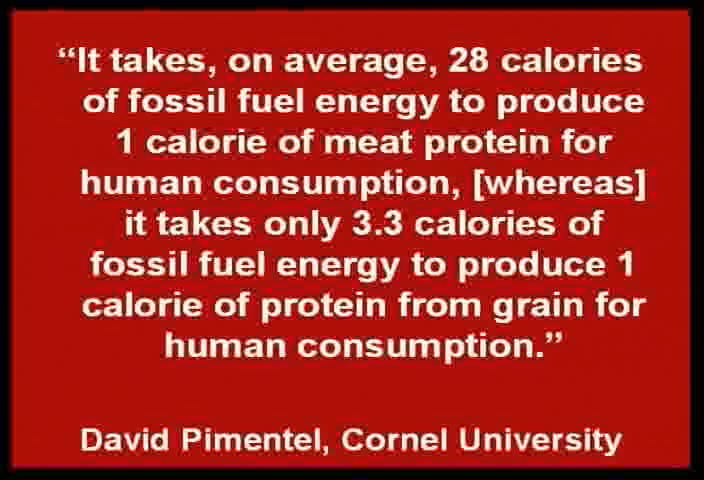 “It takes, on average, 28 calories
of fossil fuel energy to produce
1 calorie of meat protein for
human consumption, [whereas]
it takes only 3.3 calories of
fossil fuel energy to produce 1
calorie of protein from grain for
human consumption.”
David Pimentel, Cornel University